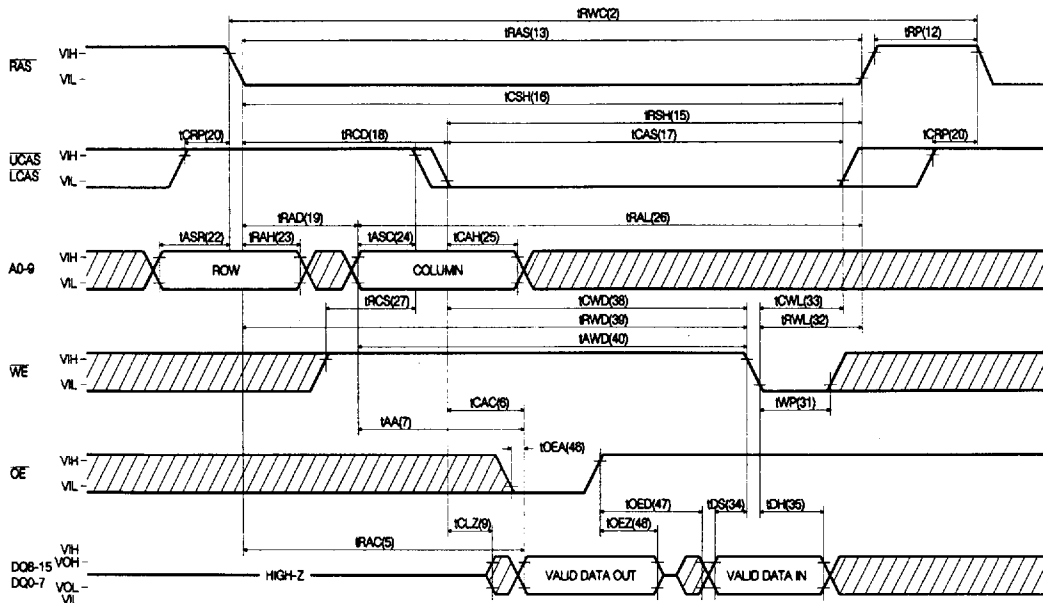 tRWC(2)
tRAS(13) tRP(12)
RAS VIH VIL
tCSH(16)
tRSH(15)
tCRP(20) tRCD(18) tCAS(17) tCRP(20)
UCAS LCAS VIH VIL
tRAD(19) tRAL(26)
tASR(22) tRAH(23) tASC(24) tCAH(25)
A0-9 VIH VIL ROW COLUMN
tRCS(27) tCWD(38) tCWL(33)
tRWD(39) tRWL(32)
tAWD(40)
WE VIH VIL
tWP(31)
tCAC(6)
tAA(7)
tOEA(46)
OE VIH VIL
tOED(47) tDS(34) tDH(35)
tCLZ(9) tOEZ(48)
tRAC(5)
VIH
VOH
DQ8-15
DQ0-7 HIGH-Z VALID DATA OUT VALID DATA IN
VOL
VIL